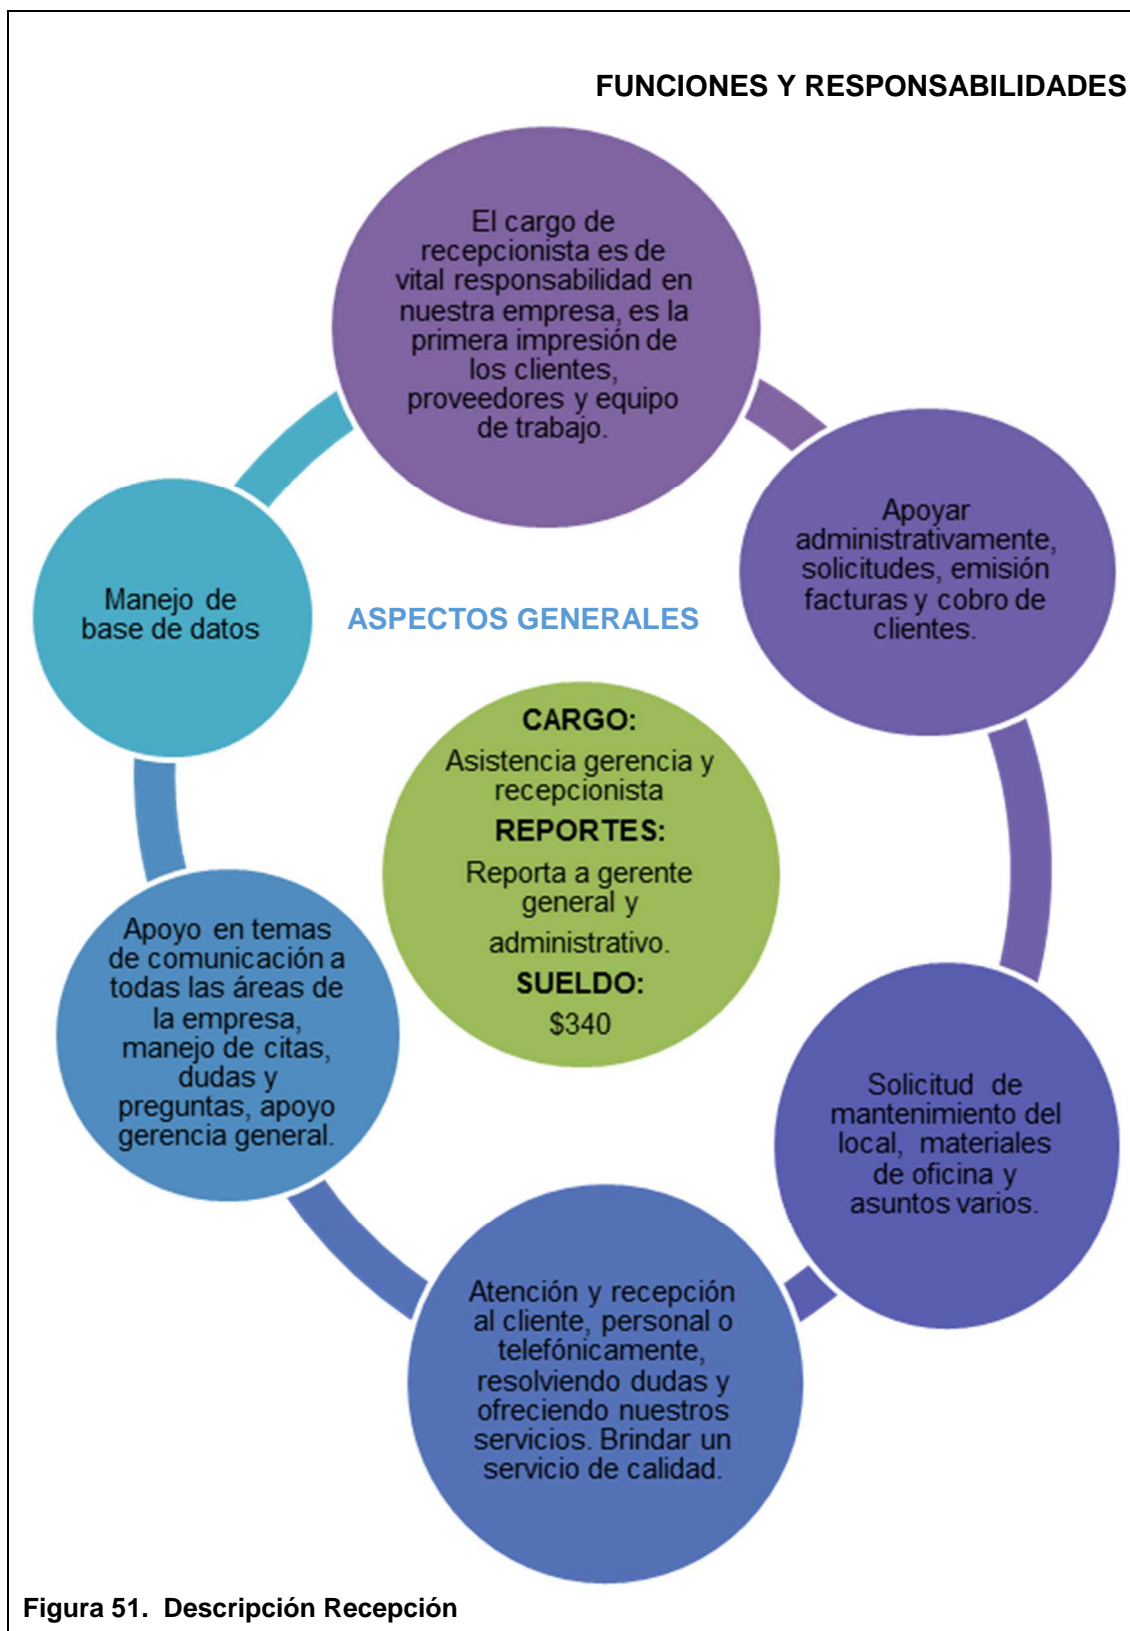 FUNCIONES Y RESPONSABILIDADES
El cargo de
recepcionista es de
vital responsabilidad en
nuestra empresa, es la
primera impresión de
los clientes,
proveedores y equipo
de trabajo.
Apoyar
administrativamente,
solicitudes, emisión
facturas y cobro de
clientes.
Solicitud de
mantenimiento del
local, materiales
de oficina y
asuntos varios.
Atención y recepción
al cliente, personal o
telefónicamente,
resolviendo dudas y
ofreciendo nuestros
servicios. Brindar un
servicio de calidad.
Apoyo en temas
de comunicación a
todas las áreas de
la empresa,
manejo de citas,
dudas y
preguntas, apoyo
gerencia general.
Manejo de
base de datos
ASPECTOS GENERALES
CARGO:
Asistencia gerencia y
recepcionista
REPORTES:
Reporta a gerente
general y
administrativo.
SUELDO:
$340
Figura 51. Descripción Recepción